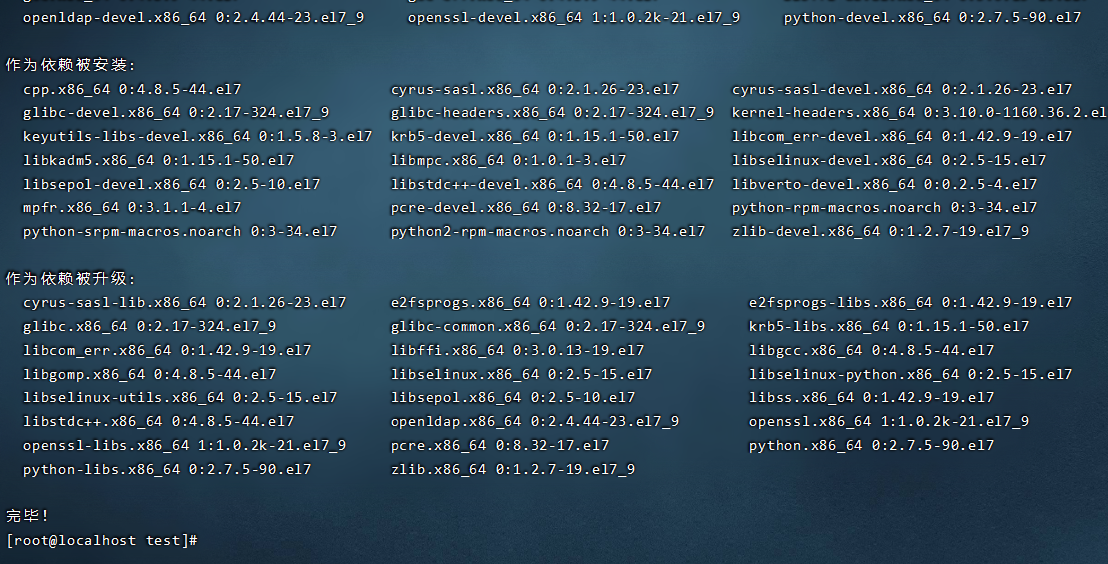 openldap-devel.x86_64 0:2.4.44-23.el7_9 openssl-devel.x86_64 1:1.0.2k-21.el7_9 python-devel.x86_64 0:2.7.5-90.el7
作为依赖被安装:
cpp.x86_64 0:4.8.5-44.el7 cyrus-sasl.x86_64 0:2.1.26-23.el7 cyrus-sasl-devel.x86_64 0:2.1.26-23.el7
glibc-devel.x86_64 0:2.17-324.el7_9 glibc-headers.x86_64 0:2.17-324.el7_9 kernel-headers.x86_64 0:3.10.0-1160.36.2.el
keyutils-libs-devel.x86_64 0:1.5.8-3.el7 krb5-devel.x86_64 0:1.15.1-50.el7 libcom_err-devel.x86_64 0:1.42.9-19.el7
libkadm5.x86_64 0:1.15.1-50.el7 libmpc.x86_64 0:1.0.1-3.el7 libselinux-devel.x86_64 0:2.5-15.el7
libsepol-devel.x86_64 0:2.5-10.el7 libstdc++-devel.x86_64 0:4.8.5-44.el7 libverto-devel.x86_64 0:0.2.5-4.el7
mpfr.x86_64 0:3.1.1-4.el7 pcre-devel.x86_64 0:8.32-17.el7 python-rpm-macros.noarch 0:3-34.el7
python-srpm-macros.noarch 0:3-34.el7 python2-rpm-macros.noarch 0:3-34.el7 zlib-devel.x86_64 0:1.2.7-19.el7_9
作为依赖被升级:
cyrus-sasl-lib.x86_64 0:2.1.26-23.el7 e2fsprogs.x86_64 0:1.42.9-19.el7 e2fsprogs-libs.x86_64 0:1.42.9-19.el7
glibc.x86_64 0:2.17-324.el7_9 glibc-common.x86_64 0:2.17-324.el7_9 krb5-libs.x86_64 0:1.15.1-50.el7
libcom_err.x86_64 0:1.42.9-19.el7 libffi.x86_64 0:3.0.13-19.el7 libgcc.x86_64 0:4.8.5-44.el7
libgomp.x86_64 0:4.8.5-44.el7 libselinux.x86_64 0:2.5-15.el7 libselinux-python.x86_64 0:2.5-15.el7
libselinux-utils.x86_64 0:2.5-15.el7 libsepol.x86_64 0:2.5-10.el7 libss.x86_64 0:1.42.9-19.el7
libstdc++.x86_64 0:4.8.5-44.el7 openldap.x86_64 0:2.4.44-23.el7_9 openssl.x86_64 1:1.0.2k-21.el7_9
openssl-libs.x86_64 1:1.0.2k-21.el7_9 pcre.x86_64 0:8.32-17.el7 python.x86_64 0:2.7.5-90.el7
python-libs.x86_64 0:2.7.5-90.el7 zlib.x86_64 0:1.2.7-19.el7_9
完毕!
[root@localhost test]#